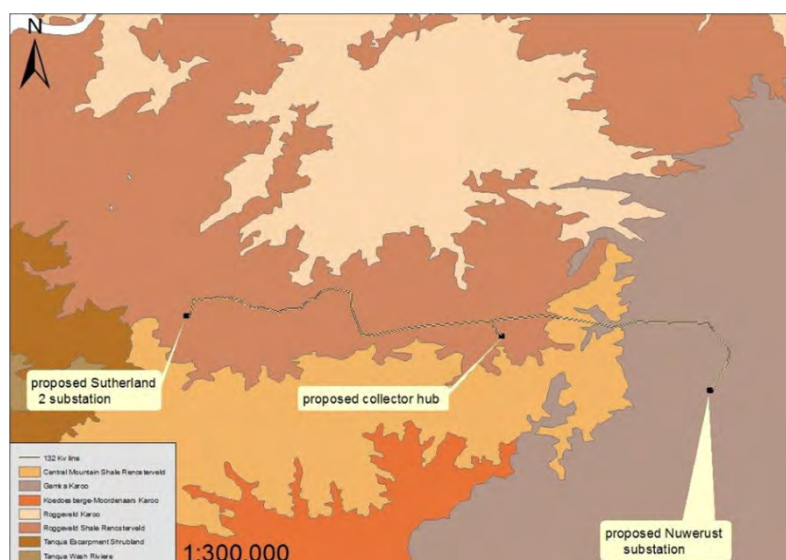 N
proposed Sutherland
2 substation
proposed collector hub
proposed Nuwerust
substation
132 Kv line
Central Mountain Shale Renosterveld
Gamka Karoo
Koedoesberge-Moordenaars Karoo
Roggeveld Karoo
Roggeveld Shale Renosterveld
Tanqua Escarpment Shrubland
Tanqua Wash Riviere
1:300,000